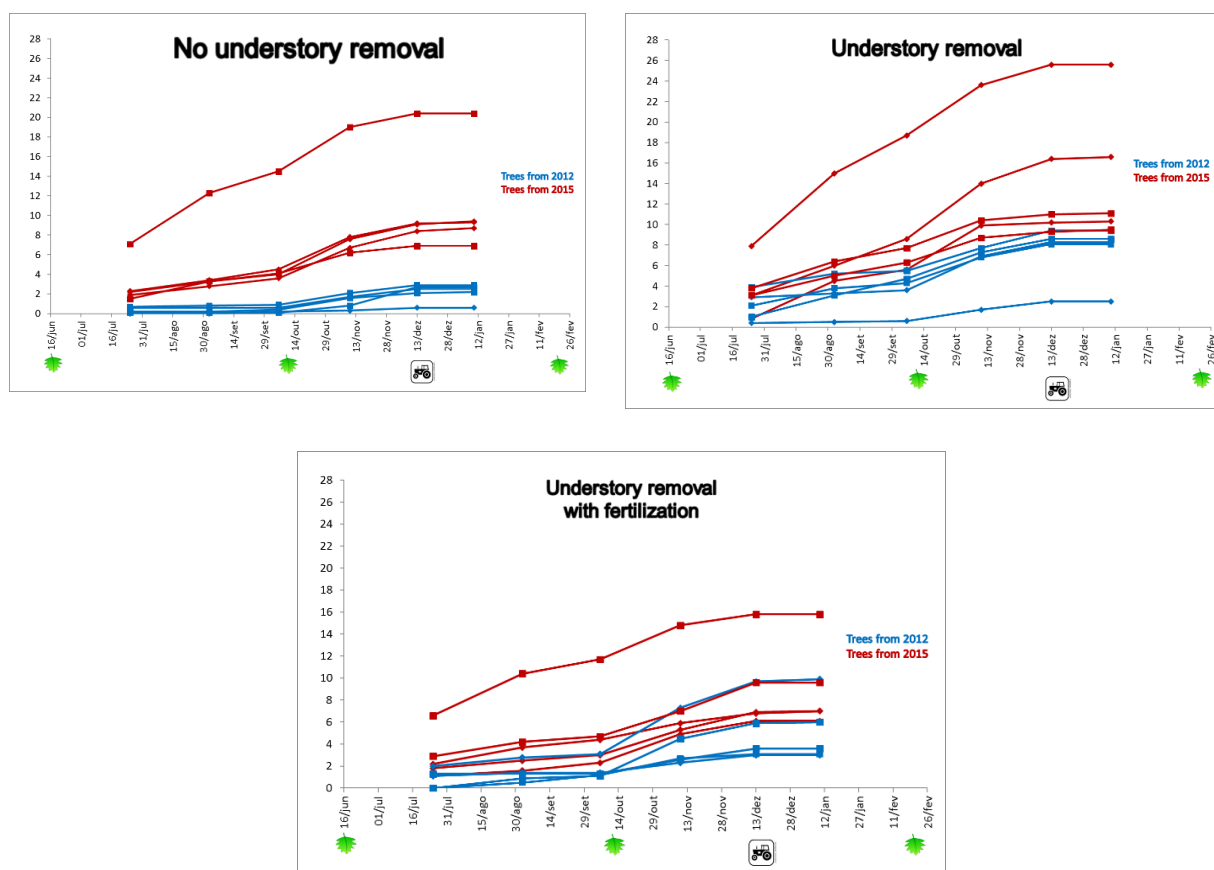 No understory removal
28
26
24
22
20
18
16
14
12
10
8
6
4
2
0
Trees from 2012
Trees from 2015
16/jun
01/jul
16/jul
31/jul
15/ago
30/ago
14/set
29/set
14/out
29/out
13/nov
28/nov
13/dez
28/dez
12/jan
27/jan
11/fev
26/fev
Understory removal
28
26
24
22
20
18
16
14
12
10
8
6
4
2
0
Trees from 2012
Trees from 2015
16/jun
01/jul
16/jul
31/jul
15/ago
30/ago
14/set
29/set
14/out
29/out
13/nov
28/nov
13/dez
28/dez
12/jan
27/jan
11/fev
26/fev
Understory removal
with fertilization
28
26
24
22
20
18
16
14
12
10
8
6
4
2
0
Trees from 2012
Trees from 2015
16/jun
01/jul
16/jul
31/jul
15/ago
30/ago
14/set
29/set
14/out
29/out
13/nov
28/nov
13/dez
28/dez
12/jan
27/jan
11/fev
26/fev